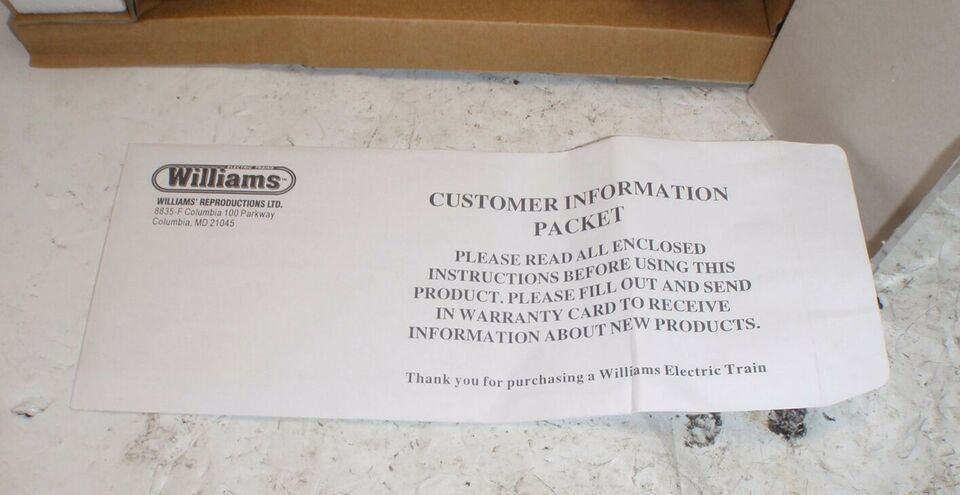 ELECTRIC TRAINS
Williams™
WILLIAMS' REPRODUCTIONS LTD.
8835-F Columbia 100 Parkway
Columbia, MD 21045
CUSTOMER INFORMATION
PACKET
PLEASE READ ALL ENCLOSED
INSTRUCTIONS BEFORE USING THIS
PRODUCT. PLEASE FILL OUT AND SEND
IN WARRANTY CARD TO RECEIVE
INFORMATION ABOUT NEW PRODUCTS.
Thank you for purchasing a Williams Electric Train